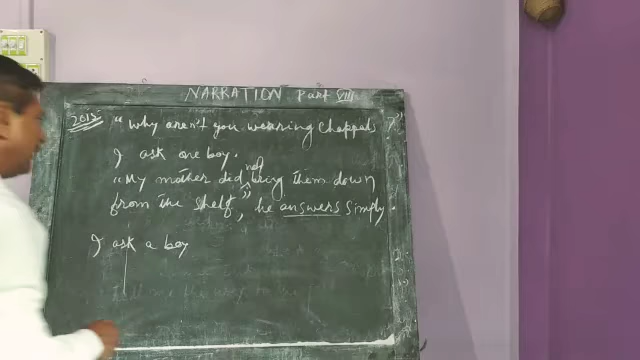 NARRATION Part VIII
2015 "Why aren't you wearing Chappals ?"
I ask one boy.
"My mother did not bring them down
from the shelf", he answers simply.
I ask a boy